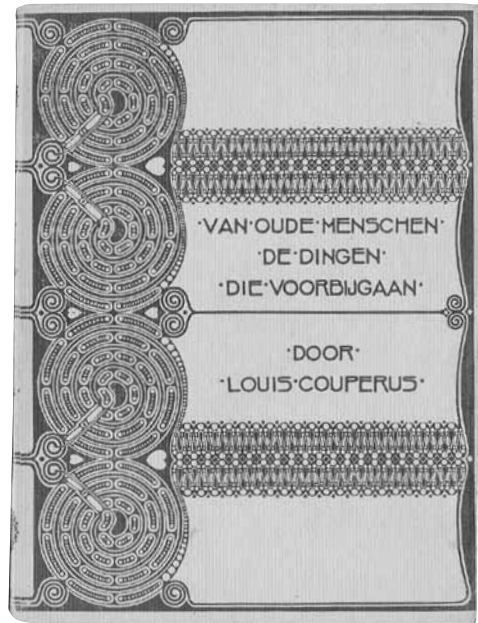 ·VAN·OUDE·MENSCHEN·
·DE·DINGEN·
·DIE·VOORBIJGAAN·
·DOOR·
·LOUIS·COUPERUS·